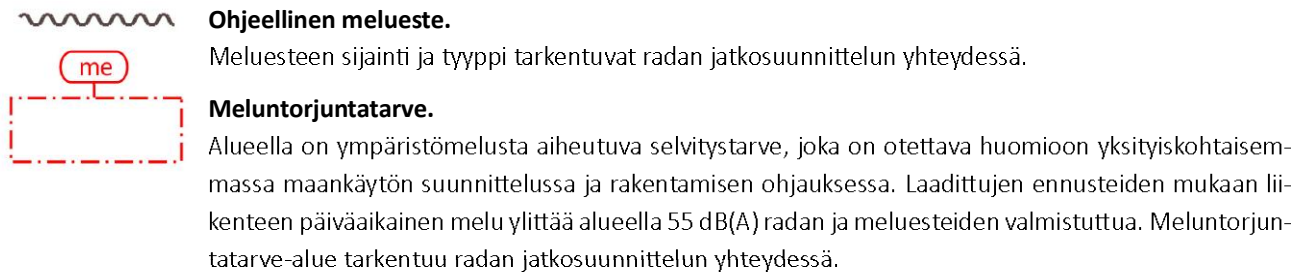 Ohjeellinen melueste.
Meluesteen sijainti ja tyyppi tarkentuvat radan jatkosuunnittelun yhteydessä.
me
Meluntorjuntatarve.
Alueella on ympäristömelusta aiheutuva selvitystarve, joka on otettava huomioon yksityiskohtaisem-
massa maankäytön suunnittelussa ja rakentamisen ohjauksessa. Laadittujen ennusteiden mukaan lii-
kenteen päiväaikainen melu ylittää alueella 55 dB(A) radan ja meluesteiden valmistuttua. Meluntorjun-
tatarve-alue tarkentuu radan jatkosuunnittelun yhteydessä.